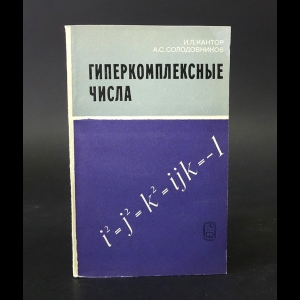 И.Л. КАНТОР
А.С. СОЛОДОВНИКОВ
ГИПЕРКОМПЛЕКСНЫЕ
ЧИСЛА
i²=j²=k²=ijk=-1